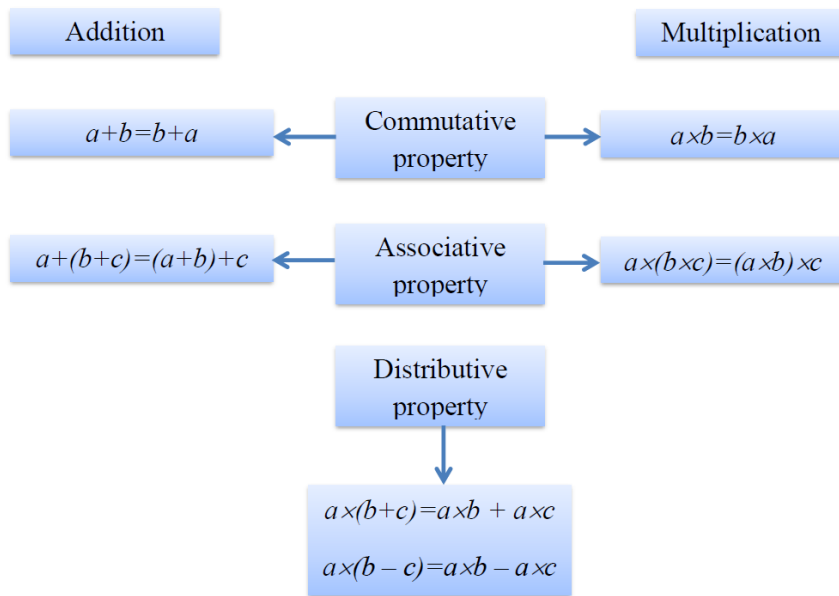 Addition
Multiplication
a+b=b+a
Commutative
property
a×b=b×a
a+(b+c)=(a+b)+c
Associative
property
a×(b×c)=(a×b)×c
Distributive
property
a×(b+c)=a×b + a×c
a×(b – c)=a×b – a×c